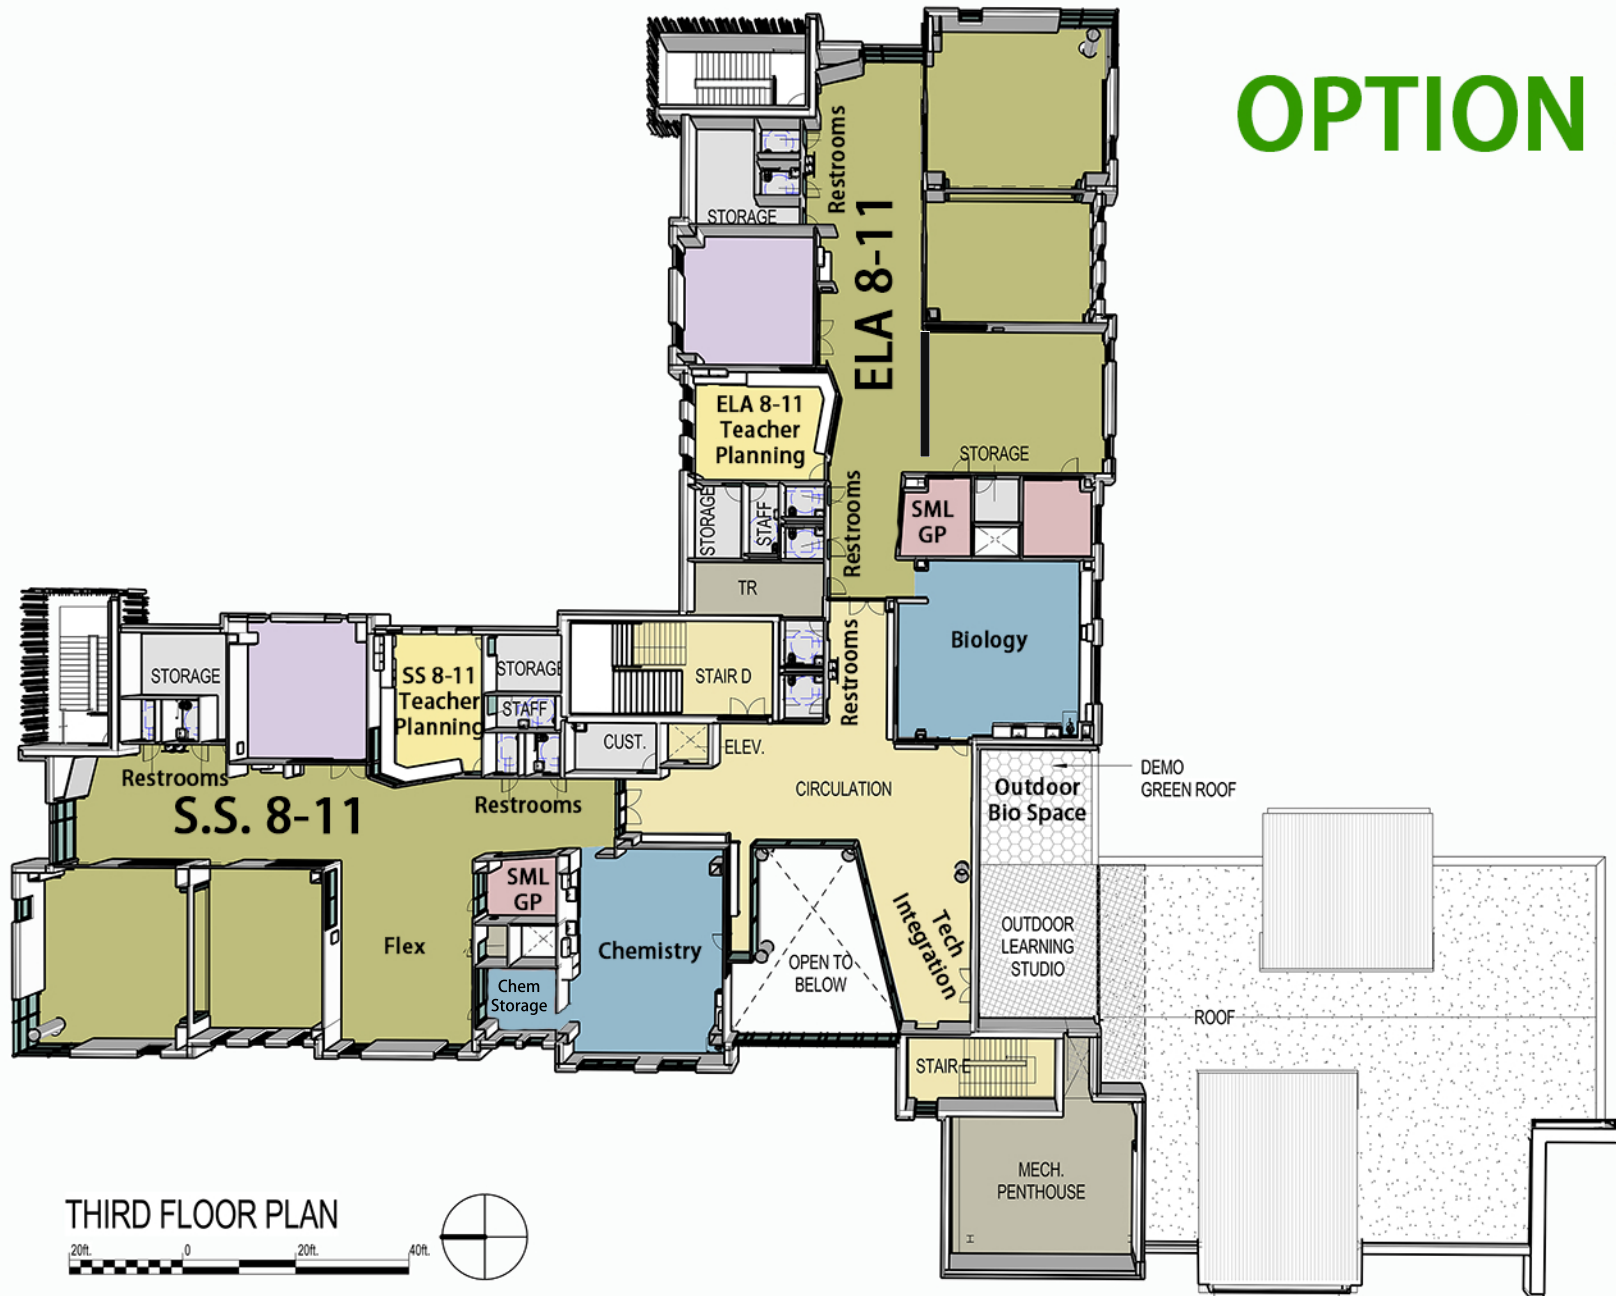 OPTION
Restrooms
STORAGE
ELA 8-11
ELA 8-11
Teacher
Planning
STORAGE
STORAGE
STAFF
Restrooms
SML
GP
TR
Biology
STORAGE
SS 8-11
Teacher
Planning
STORAGE
STAFF
STAIR D
Restrooms
CUST.
ELEV.
CIRCULATION
DEMO
GREEN ROOF
Outdoor
Bio Space
Restrooms
S.S. 8-11
Restrooms
SML
GP
Flex
Chemistry
Chem
Storage
OPEN TO
BELOW
Tech
Integration
OUTDOOR
LEARNING
STUDIO
ROOF
STAIR E
MECH.
PENTHOUSE
THIRD FLOOR PLAN
20ft. 0 20ft. 40ft.